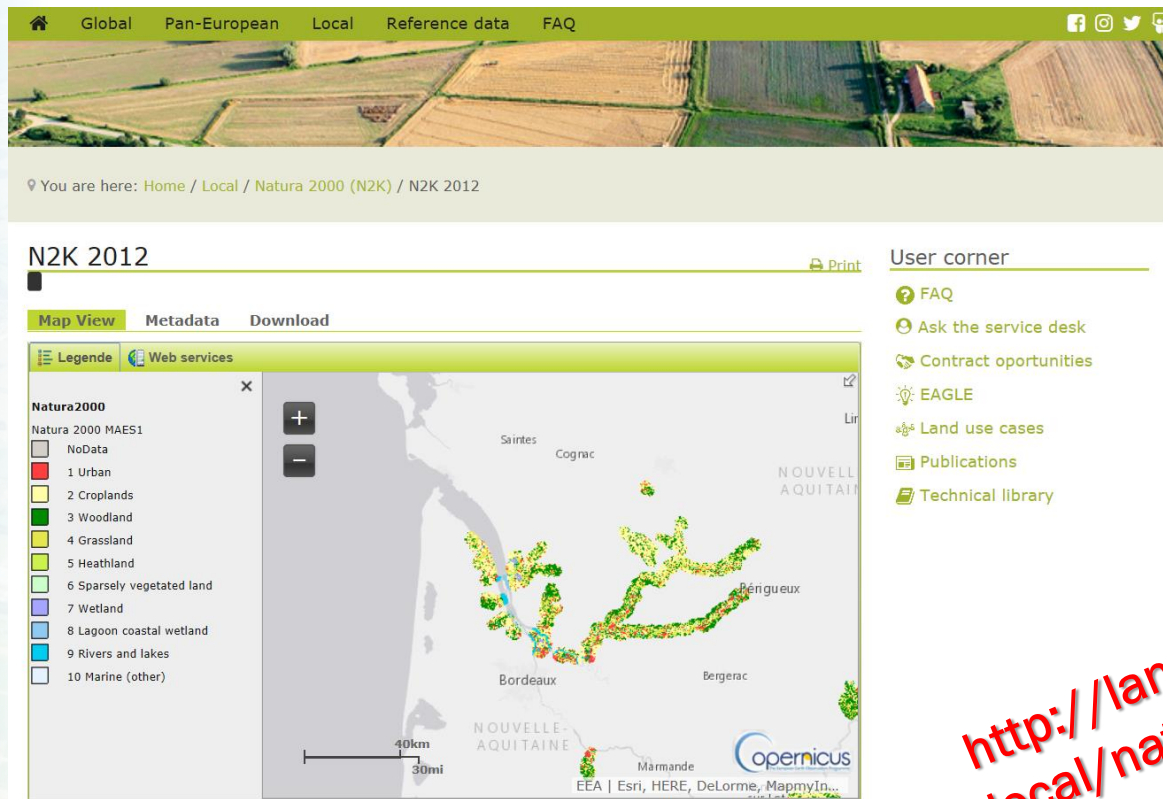 Global Pan-European Local Reference data FAQ
You are here: Home / Local / Natura 2000 (N2K) / N2K 2012
N2K 2012
Print
Map View Metadata Download
Legende Web services
Natura2000
Natura 2000 MAES1
NoData
1 Urban
2 Croplands
3 Woodland
4 Grassland
5 Heathland
6 Sparsely vegetated land
7 Wetland
8 Lagoon coastal wetland
9 Rivers and lakes
10 Marine (other)
+
−
Saintes
Cognac
Lir
NOUVELL
AQUITAIN
Périgueux
Bordeaux
Bergerac
NOUVELLE-
AQUITAINE
Marmande
40km
30mi
opernicus
EEA | Esri, HERE, DeLorme, MapmyIn...
User corner
FAQ
Ask the service desk
Contract oportunities
EAGLE
Land use cases
Publications
Technical library
http://lan
local/na